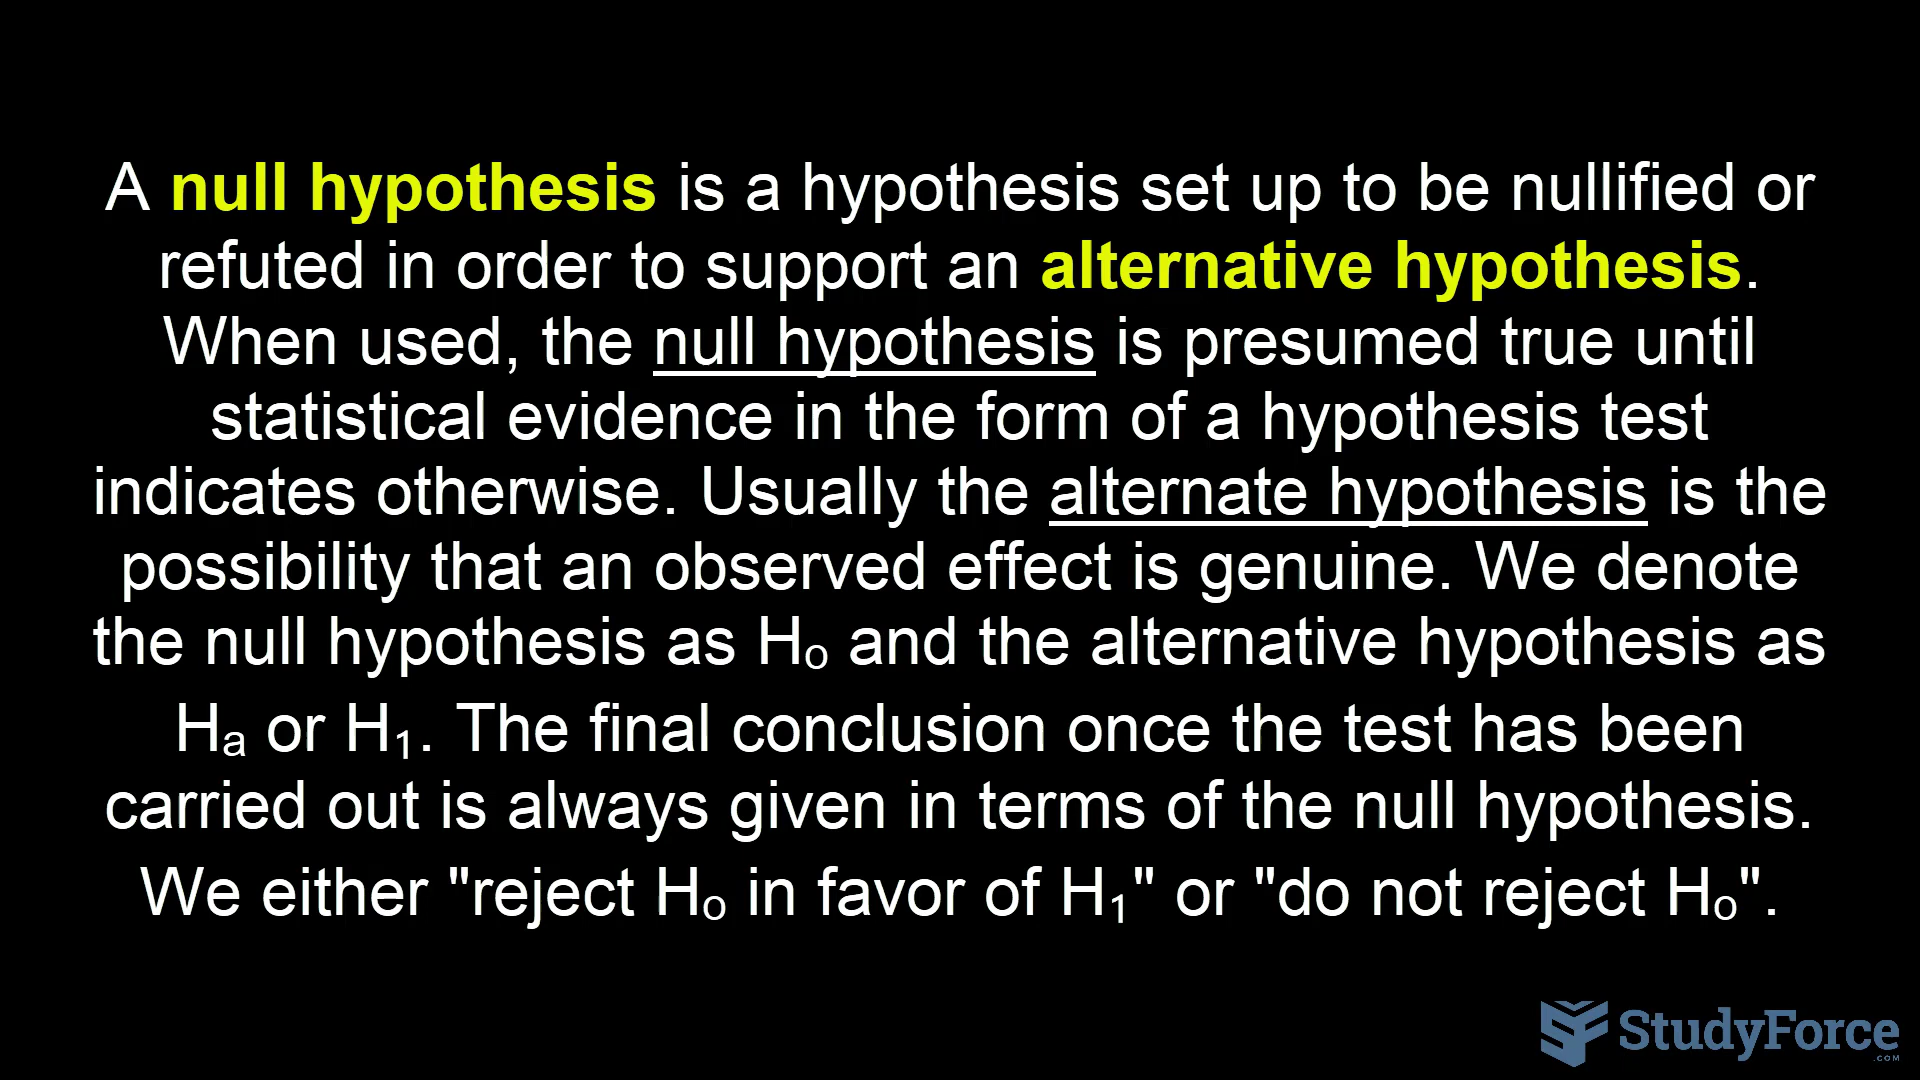 A null hypothesis is a hypothesis set up to be nullified or
refuted in order to support an alternative hypothesis.
When used, the null hypothesis is presumed true until
statistical evidence in the form of a hypothesis test
indicates otherwise. Usually the alternate hypothesis is the
possibility that an observed effect is genuine. We denote
the null hypothesis as Hₒ and the alternative hypothesis as
Hₐ or H₁. The final conclusion once the test has been
carried out is always given in terms of the null hypothesis.
We either "reject Hₒ in favor of H₁" or "do not reject Hₒ".
StudyForce
.COM